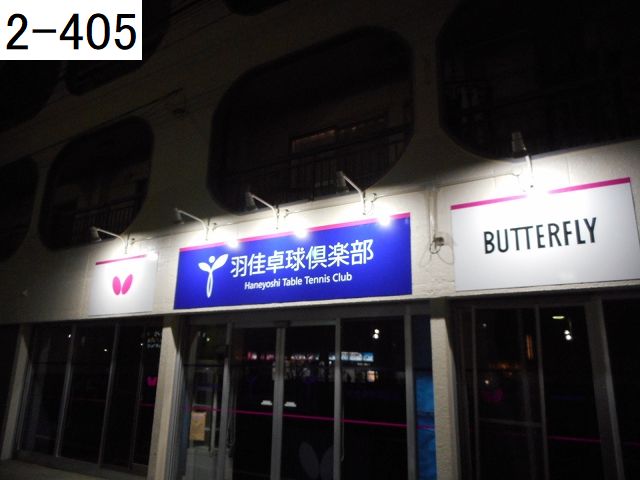 2-405
羽佳卓球倶楽部
Haneyoshi Table Tennis Club
BUTTERFLY